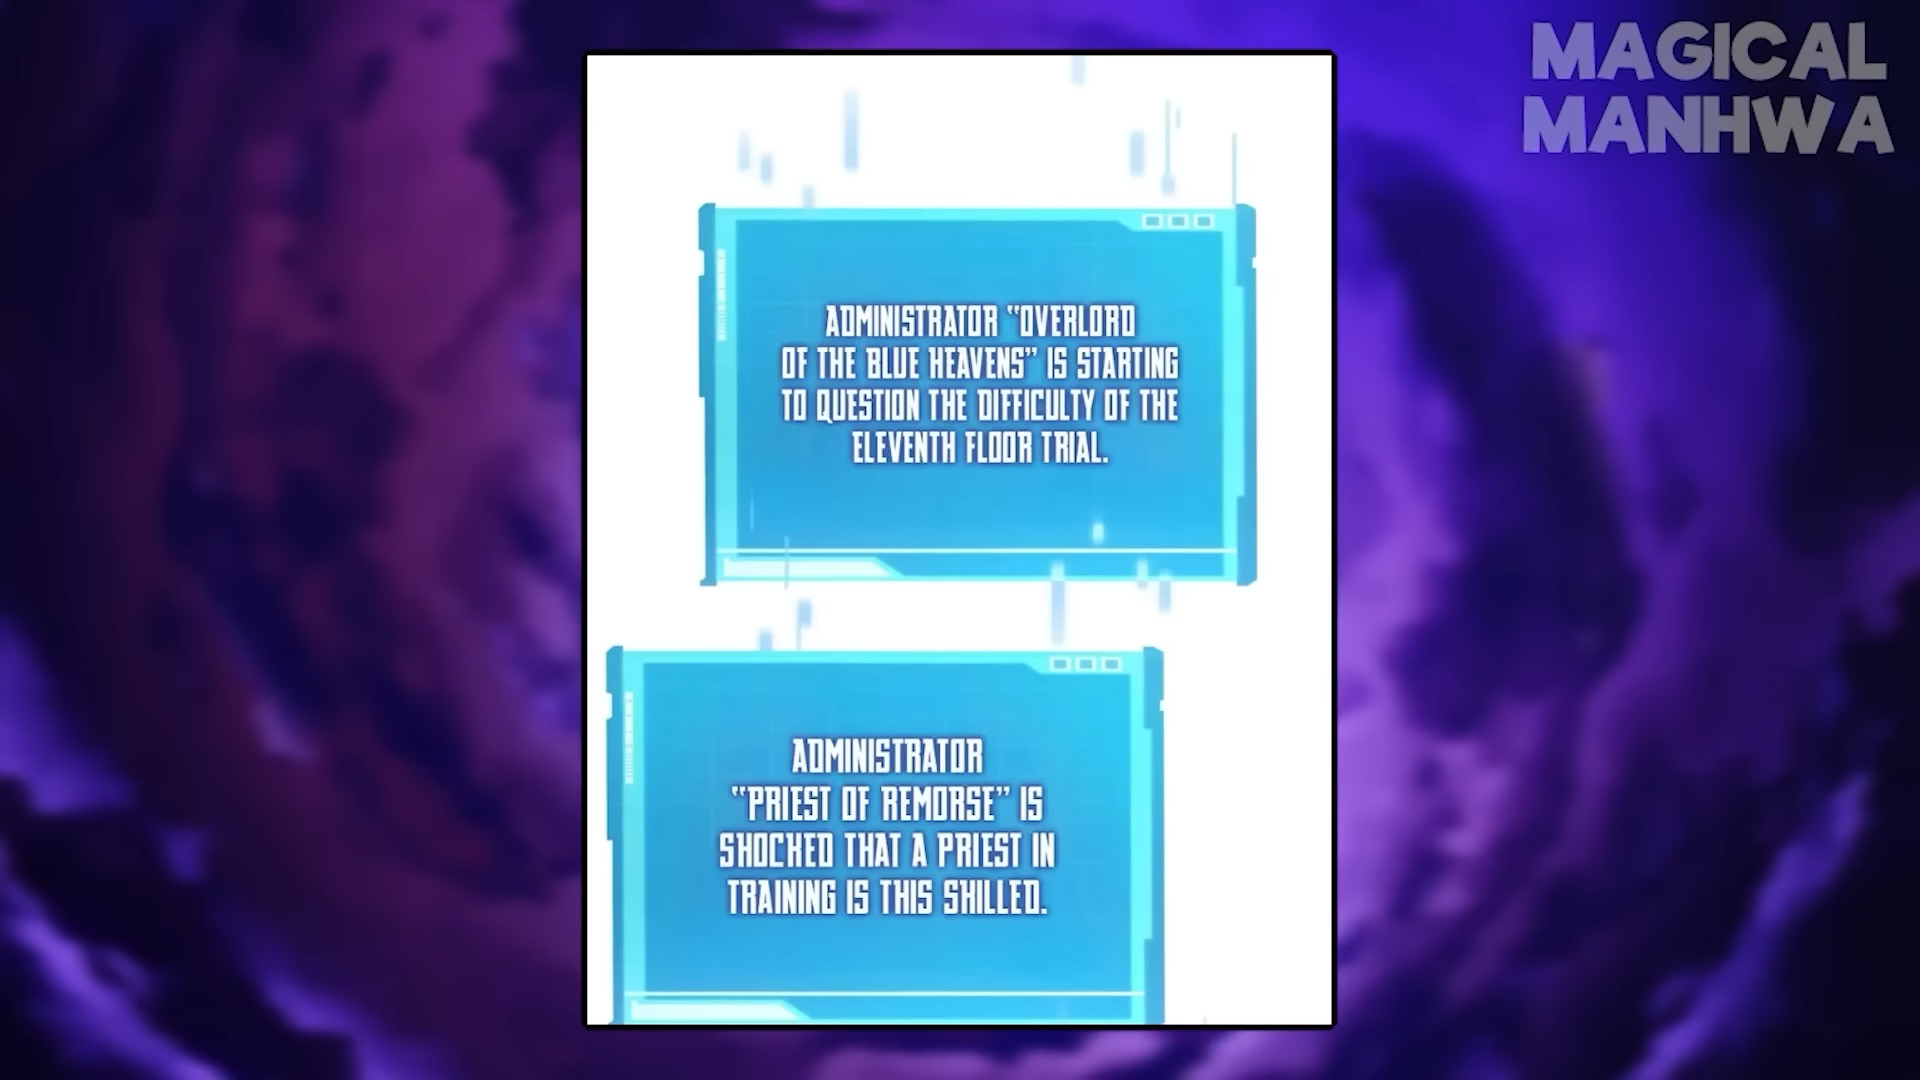 MAGICAL
MANHWA
ADMINISTRATOR “OVERLORD
OF THE BLUE HEAVENS” IS STARTING
TO QUESTION THE DIFFICULTY OF THE
ELEVENTH FLOOR TRIAL.
ADMINISTRATOR
“PRIEST OF REMORSE” IS
SHOCKED THAT A PRIEST IN
TRAINING IS THIS SKILLED.